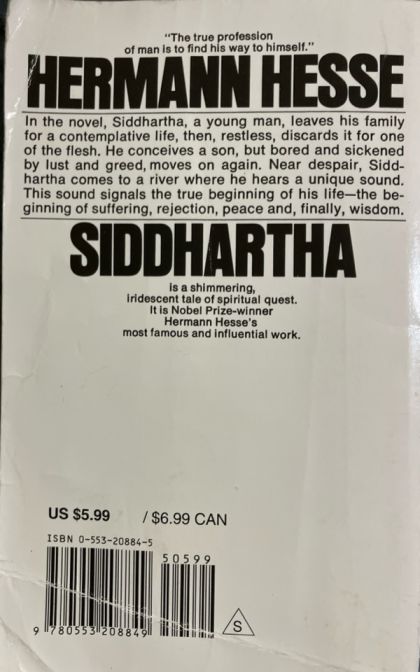 "The true profession
of man is to find his way to himself."
HERMANN HESSE
In the novel, Siddhartha, a young man, leaves his family
for a contemplative life, then, restless, discards it for one
of the flesh. He conceives a son, but bored and sickened
by lust and greed, moves on again. Near despair, Sidd-
hartha comes to a river where he hears a unique sound.
This sound signals the true beginning of his life—the be-
ginning of suffering, rejection, peace and, finally, wisdom.
SIDDHARTHA
is a shimmering,
iridescent tale of spiritual quest.
It is Nobel Prize-winner
Hermann Hesse's
most famous and influential work.
US $5.99 / $6.99 CAN
ISBN 0-553-20884-5
50599
9 780553 208849
S